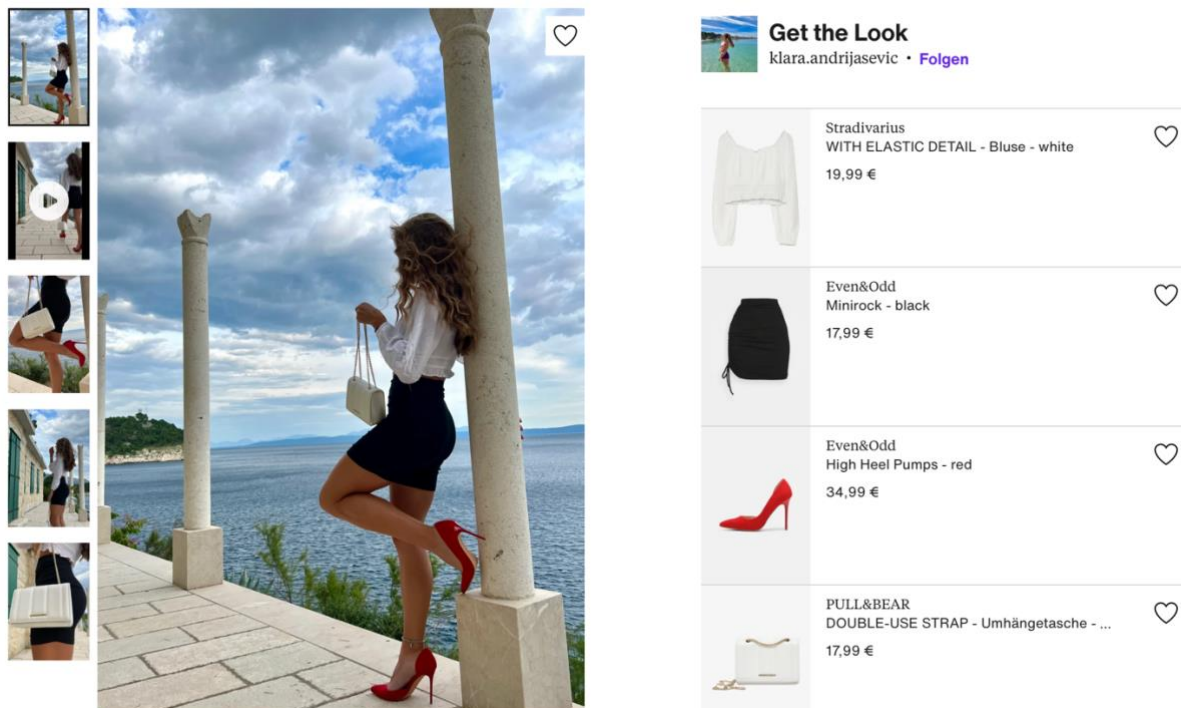 Get the Look
klara.andrijasevic • Folgen
Stradivarius
WITH ELASTIC DETAIL - Bluse - white
19,99 €
Even&Odd
Minirock - black
17,99 €
Even&Odd
High Heel Pumps - red
34,99 €
PULL&BEAR
DOUBLE-USE STRAP - Umhängetasche - ...
17,99 €